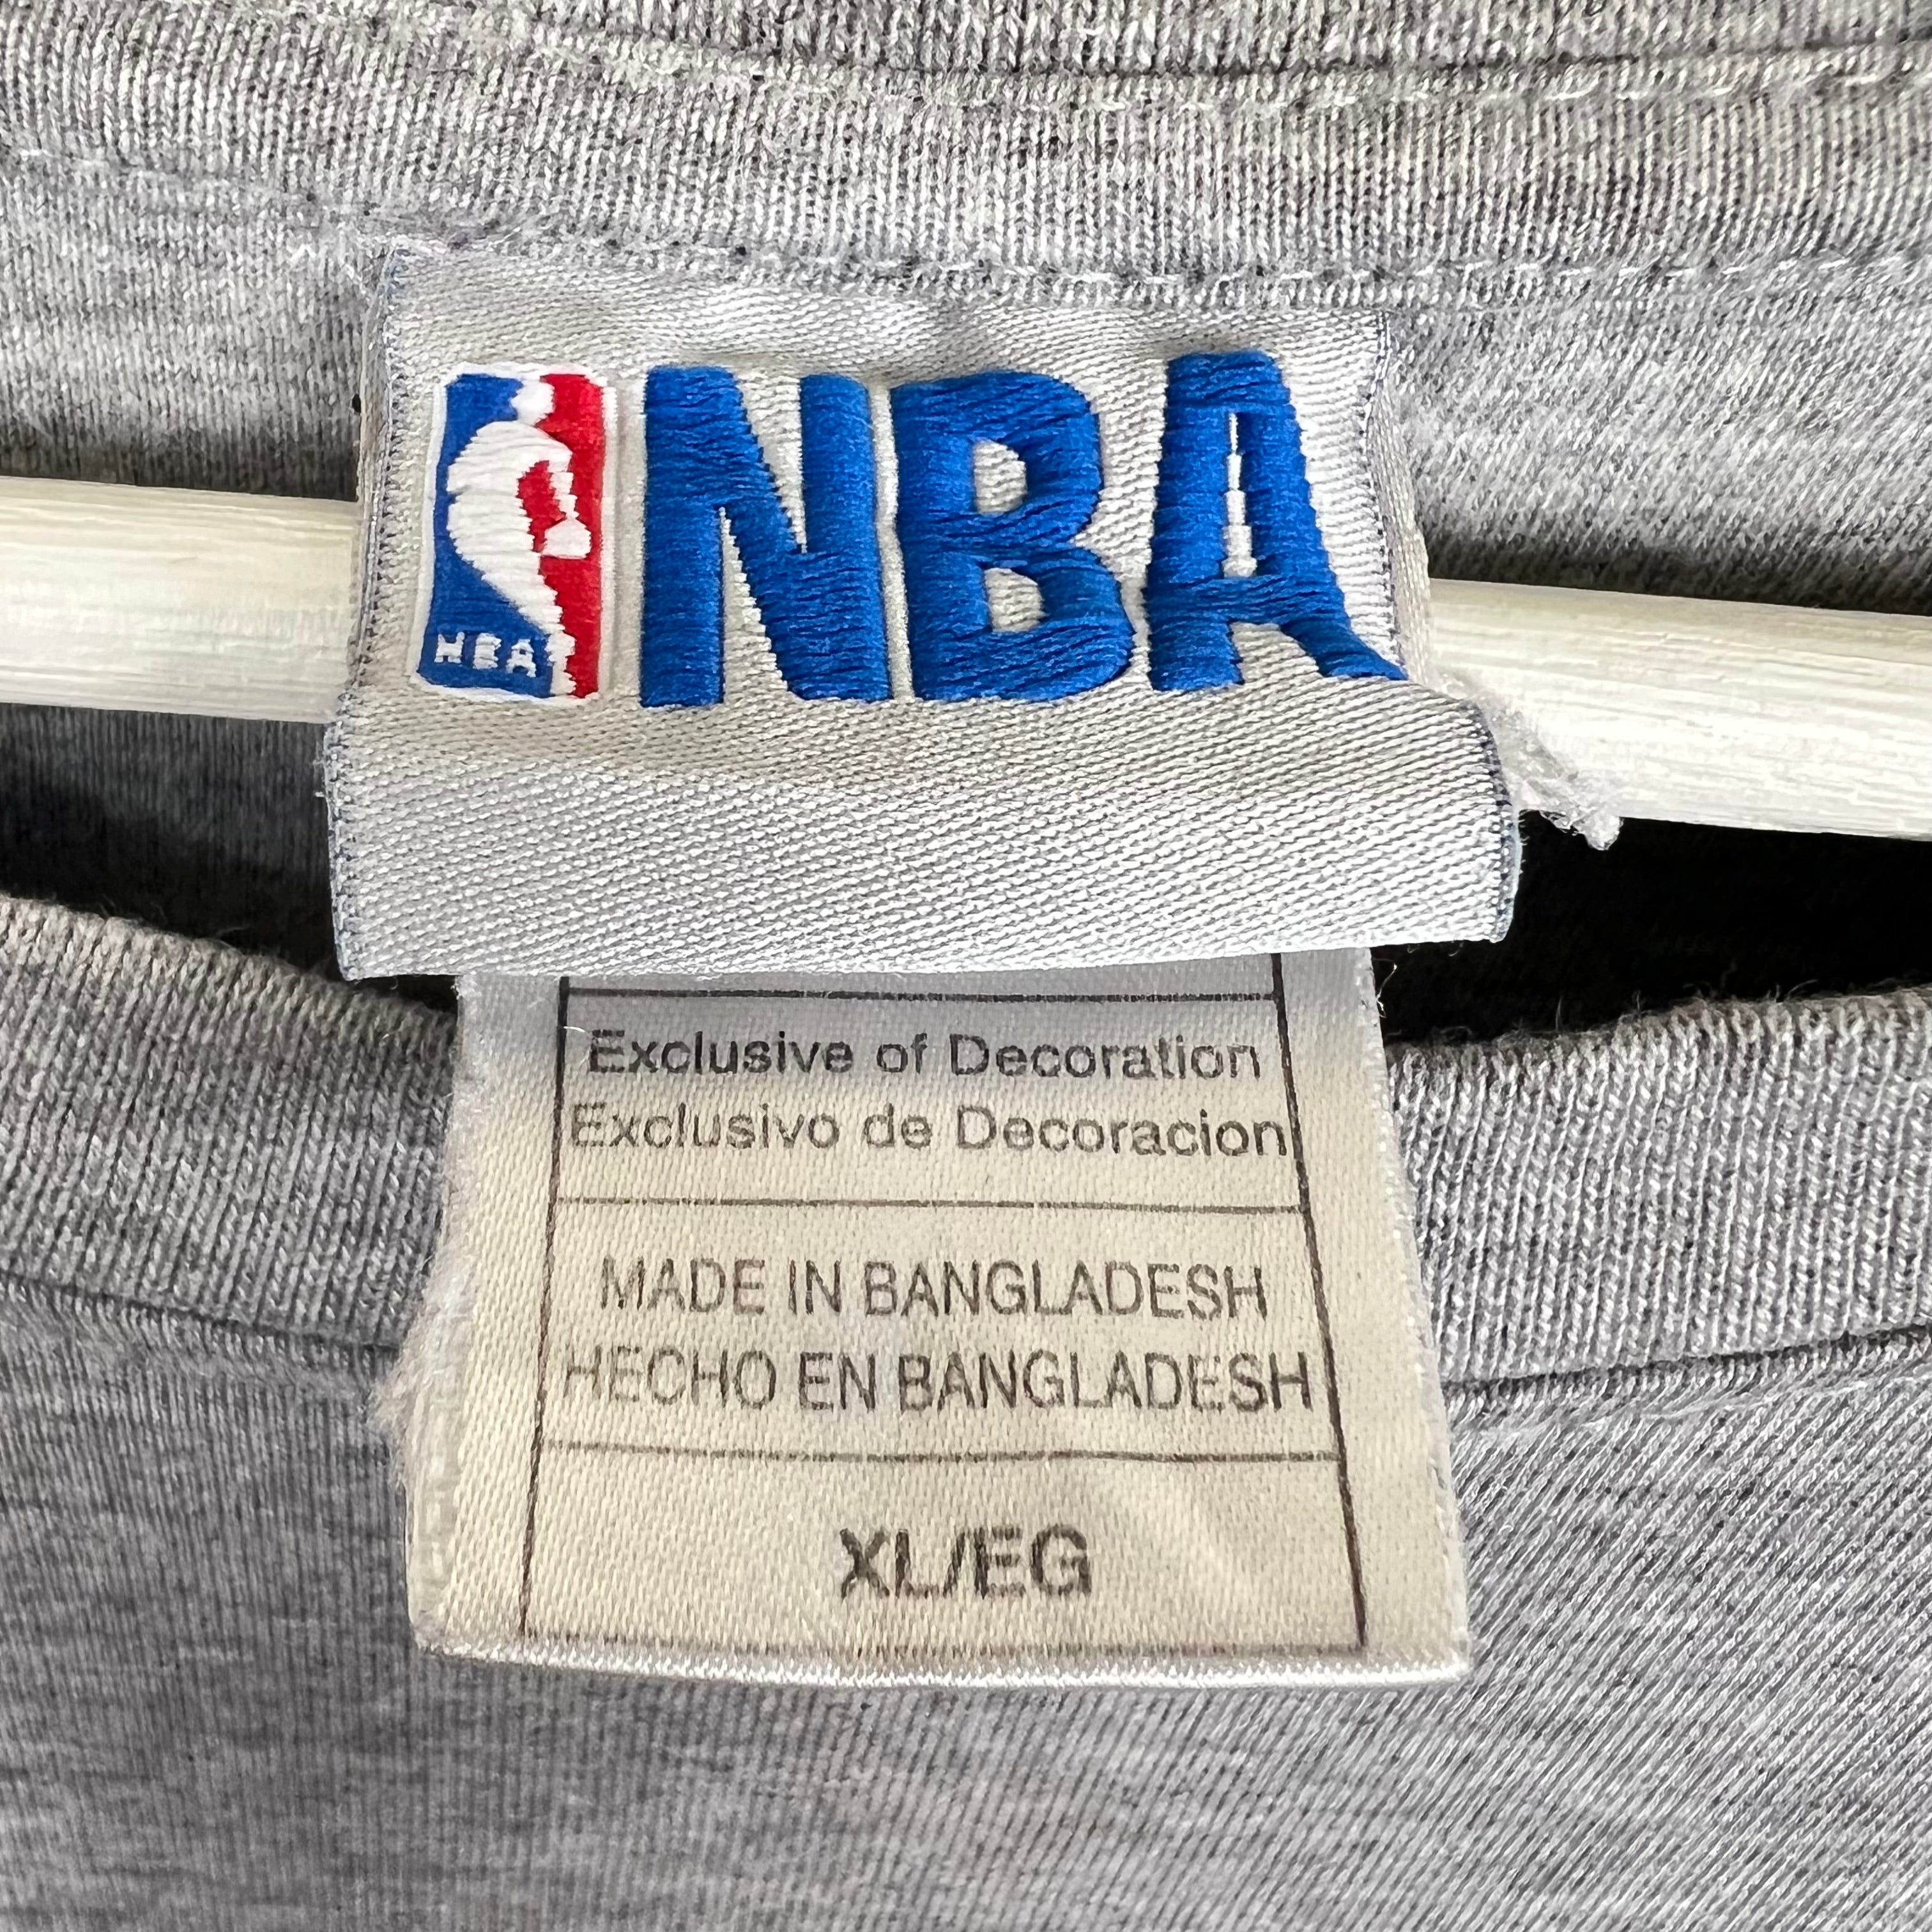 NBA NBA
Exclusive of Decoration
Exclusivo de Decoracion
MADE IN BANGLADESH
HECHO EN BANGLADESH
XL/EG